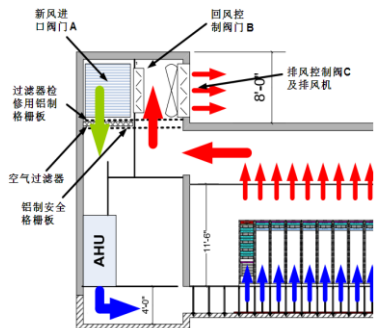 新风进
口阀门A
回风控
制阀门B
过滤器检
修用铝制
格栅板
排风控制阀C
及排风机
8'-0"
空气过滤器
铝制安全
格栅板
11'-6"
AHU
4'-0"